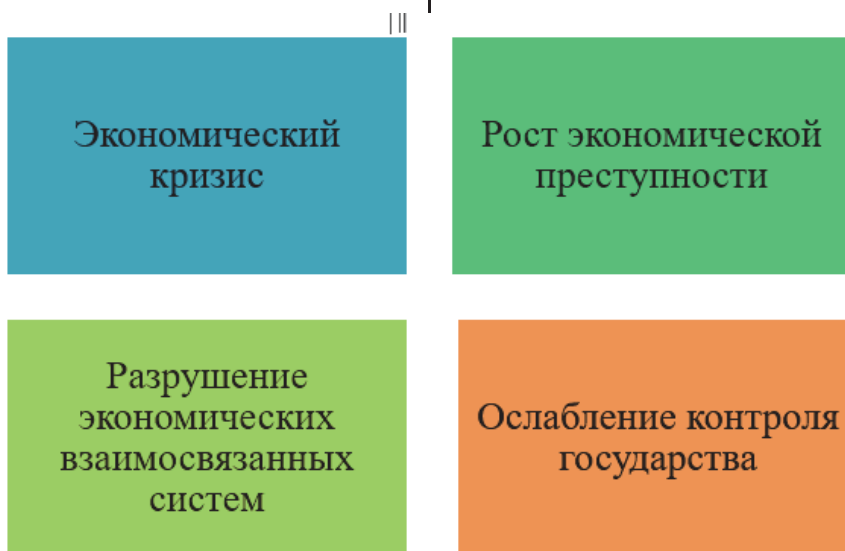 Экономический
кризис
Рост экономической
преступности
Разрушение
экономических
взаимосвязанных
систем
Ослабление контроля
государства